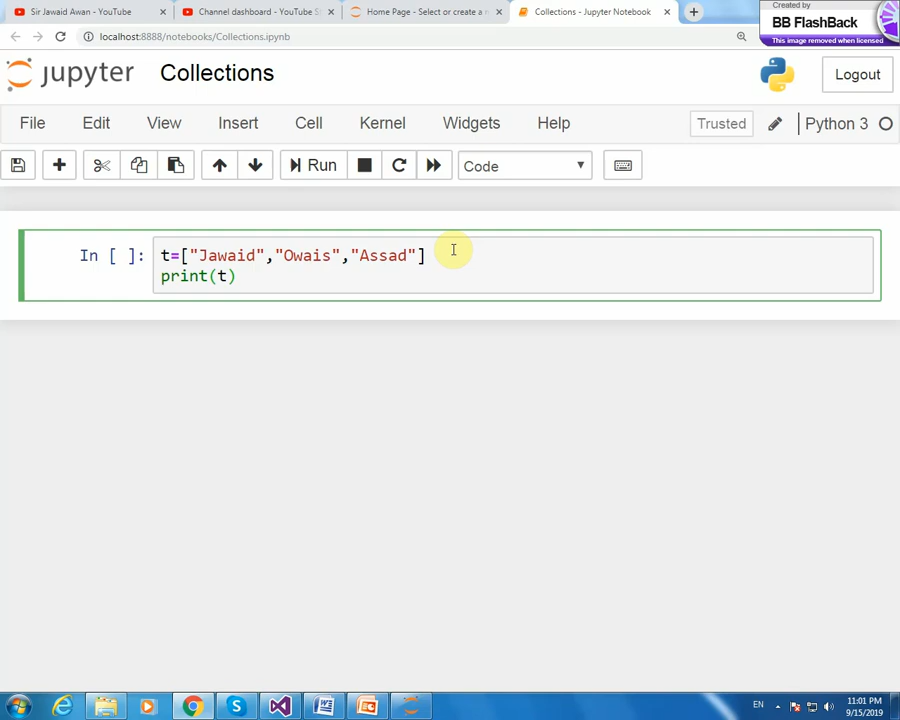 Sir Jawaid Awan - YouTube
Channel dashboard - YouTube St
Home Page - Select or create a n
Collections - Jupyter Notebook
Created by
BB FlashBack
This image removed when licensed
localhost:8888/notebooks/Collections.ipynb
jupyter Collections
Logout
File Edit View Insert Cell Kernel Widgets Help
Trusted
Python 3
Run
Code
In [ ]: t=["Jawaid","Owais","Assad"]
print(t)
EN
11:01 PM
9/15/2019